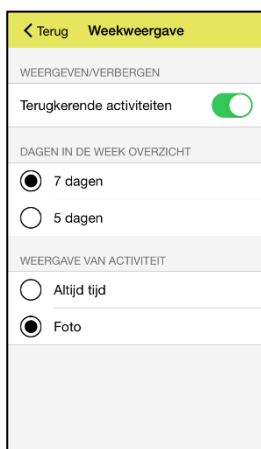 Terug Weekweergave
WEERGEVEN/VERBERGEN
Terugkerende activiteiten
DAGEN IN DE WEEK OVERZICHT
7 dagen
5 dagen
WEERGAVE VAN ACTIVITEIT
Altijd tijd
Foto